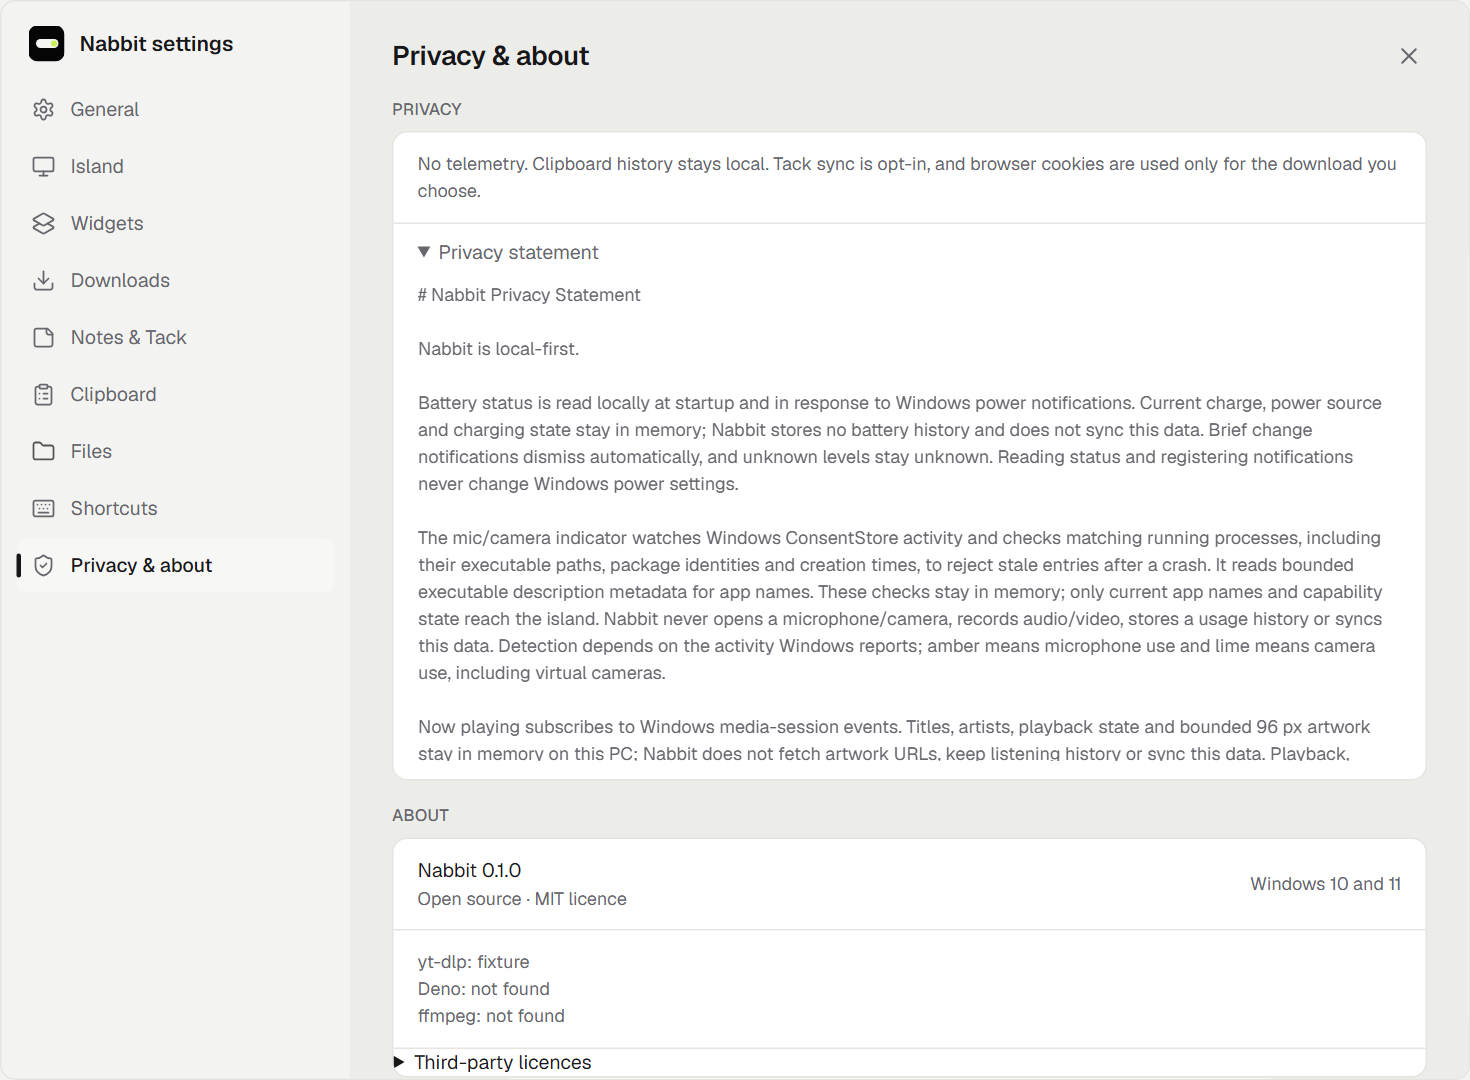 Nabbit settings
General
Island
Widgets
Downloads
Notes & Tack
Clipboard
Files
Shortcuts
Privacy & about
Privacy & about
PRIVACY
No telemetry. Clipboard history stays local. Tack sync is opt-in, and browser cookies are used only for the download you
choose.
▼ Privacy statement
# Nabbit Privacy Statement
Nabbit is local-first.
Battery status is read locally at startup and in response to Windows power notifications. Current charge, power source
and charging state stay in memory; Nabbit stores no battery history and does not sync this data. Brief change
notifications dismiss automatically, and unknown levels stay unknown. Reading status and registering notifications
never change Windows power settings.
The mic/camera indicator watches Windows ConsentStore activity and checks matching running processes, including
their executable paths, package identities and creation times, to reject stale entries after a crash. It reads bounded
executable description metadata for app names. These checks stay in memory; only current app names and capability
state reach the island. Nabbit never opens a microphone/camera, records audio/video, stores a usage history or syncs
this data. Detection depends on the activity Windows reports; amber means microphone use and lime means camera
use, including virtual cameras.
Now playing subscribes to Windows media-session events. Titles, artists, playback state and bounded 96 px artwork
stay in memory on this PC; Nabbit does not fetch artwork URLs, keep listening history or sync this data. Playback,
ABOUT
Nabbit 0.1.0
Open source · MIT licence
Windows 10 and 11
yt-dlp: fixture
Deno: not found
ffmpeg: not found
▶ Third-party licences